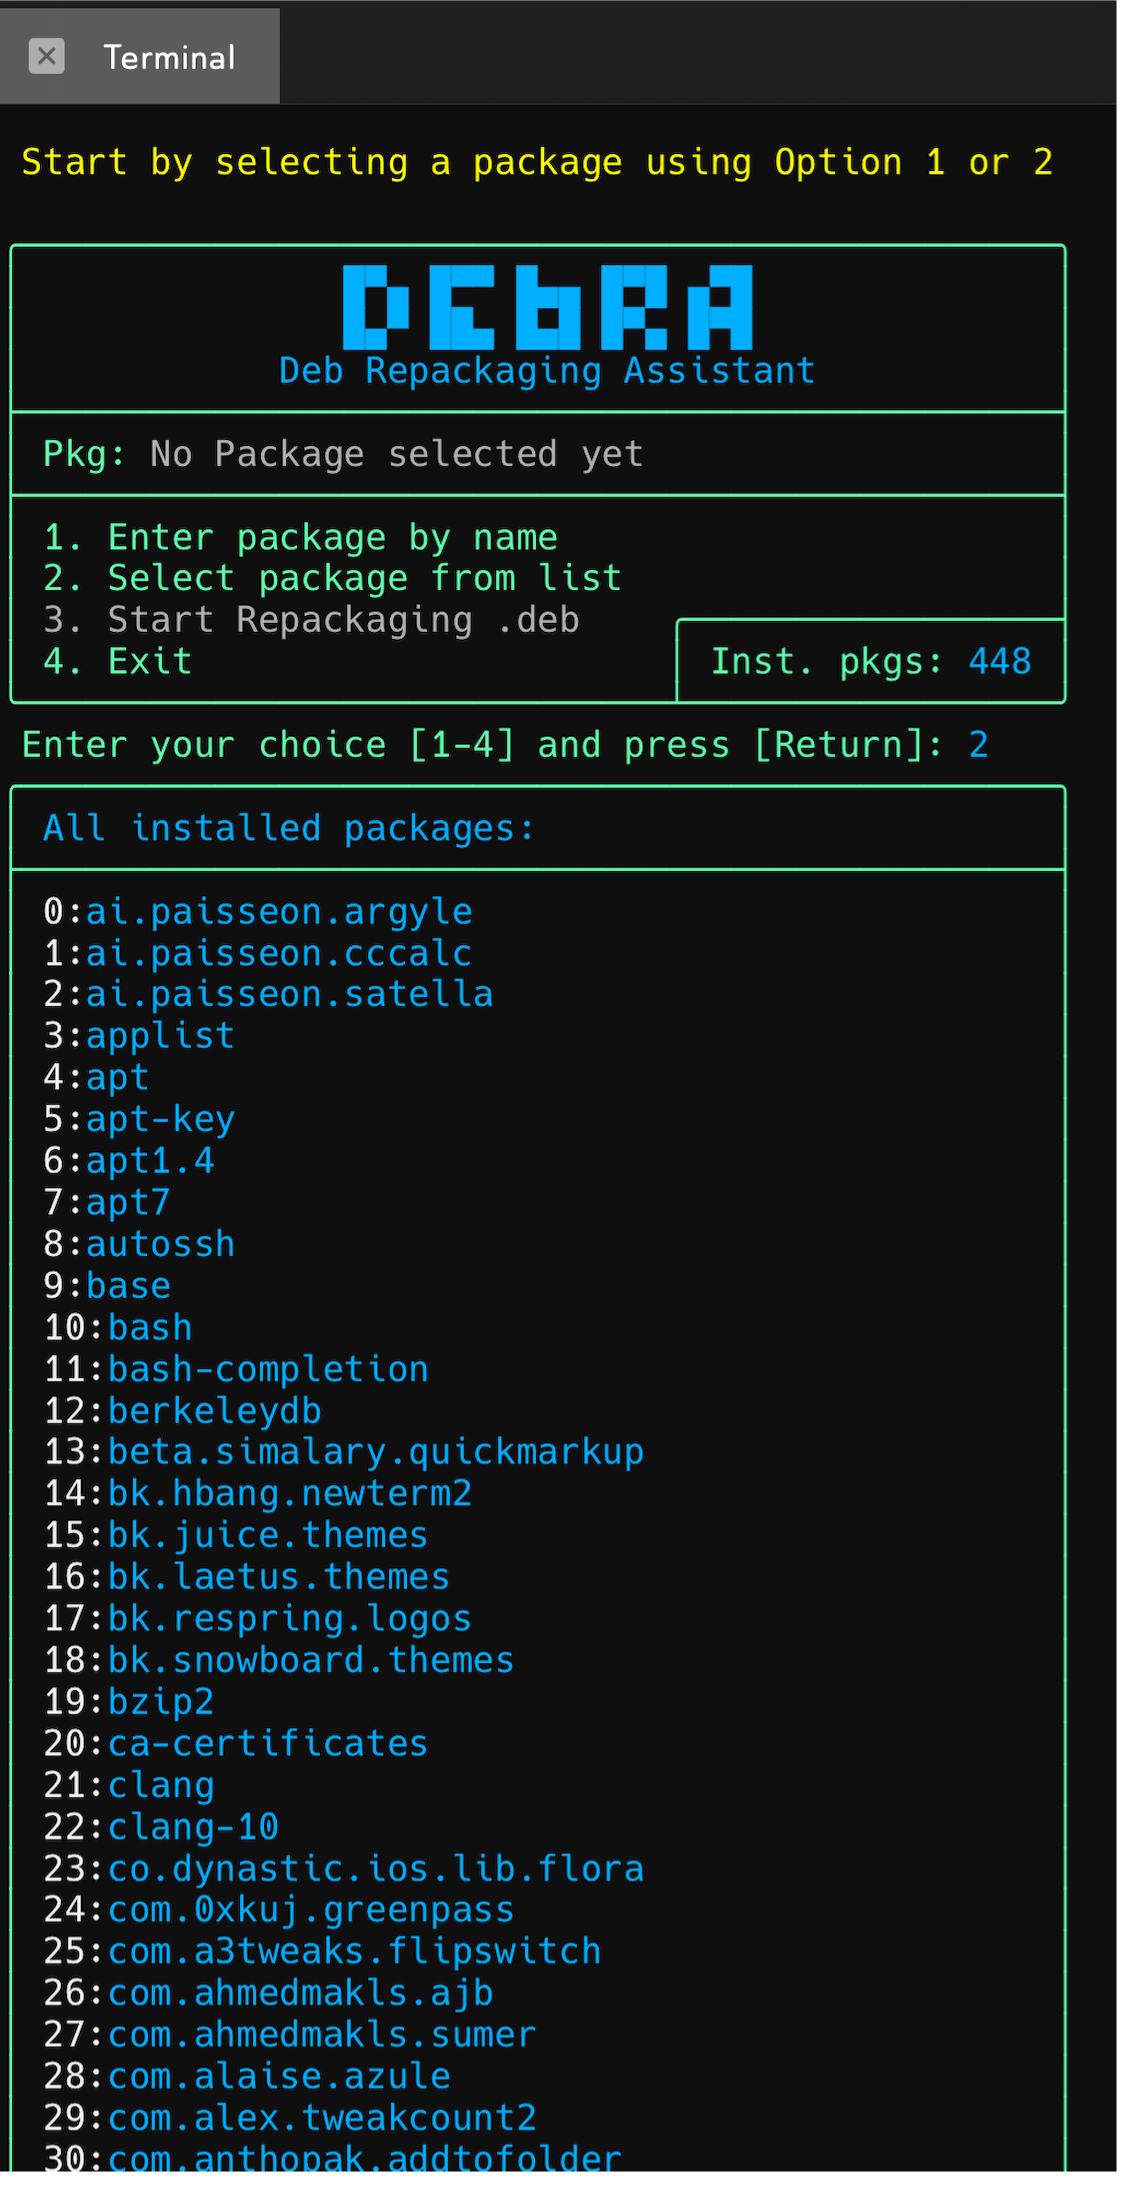 Terminal
Start by selecting a package using Option 1 or 2
DEbRA
Deb Repackaging Assistant
Pkg: No Package selected yet
1. Enter package by name
2. Select package from list
3. Start Repackaging .deb
4. Exit
Inst. pkgs: 448
Enter your choice [1-4] and press [Return]: 2
All installed packages:
0:ai.paisseon.argyle
1:ai.paisseon.cccalc
2:ai.paisseon.satella
3:applist
4:apt
5:apt-key
6:apt1.4
7:apt7
8:autossh
9:base
10:bash
11:bash-completion
12:berkeleydb
13:beta.simalary.quickmarkup
14:bk.hbang.newterm2
15:bk.juice.themes
16:bk.laetus.themes
17:bk.respring.logos
18:bk.snowboard.themes
19:bzip2
20:ca-certificates
21:clang
22:clang-10
23:co.dynastic.ios.lib.flora
24:com.0xkuj.greenpass
25:com.a3tweaks.flipswitch
26:com.ahmedmakls.ajb
27:com.ahmedmakls.sumer
28:com.alaise.azule
29:com.alex.tweakcount2
30:com.anthopak.addtofolder